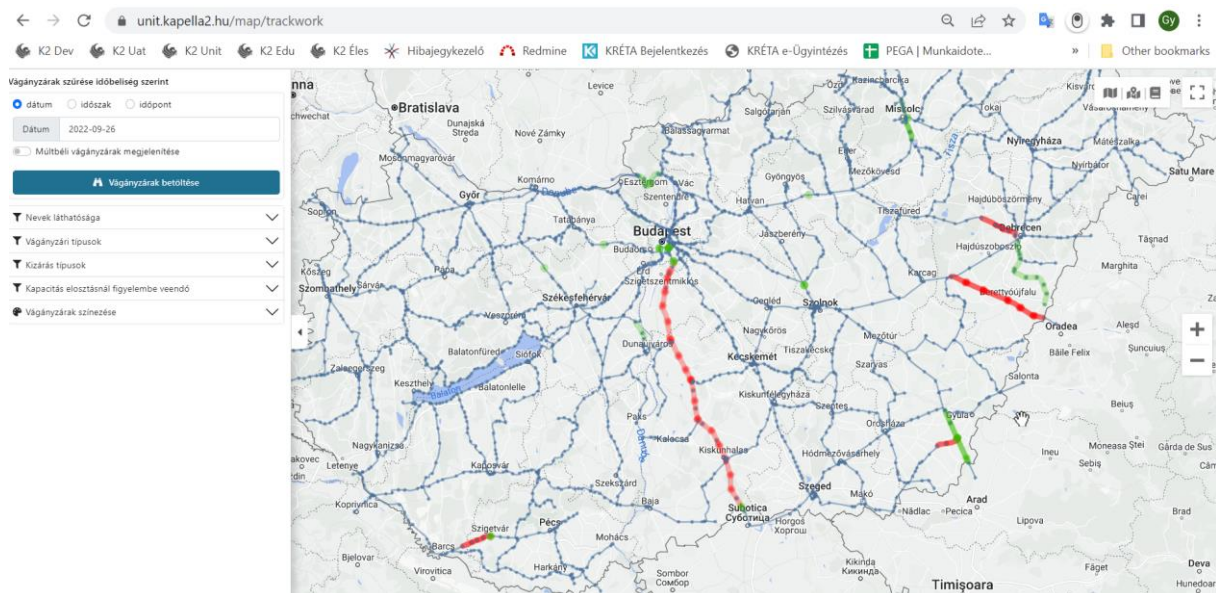 unit.kapella2.hu/map/trackwork
Gy
K2 Dev K2 Uat K2 Unit K2 Edu K2 Éles Hibajegykezelő Redmine KRÉTA Bejelentkezés KRÉTA e-Ügyintézés PEGA | Munkaidote... » Other bookmarks
Vágányzárak szűrése időbeliség szerint
dátum időszak időpont
Dátum 2022-09-26
Múltbéli vágányzárak megjelenítése
Vágányzárak betöltése
Nevek láthatósága
Vágányzári típusok
Kizárás típusok
Kapacitás elosztásnál figyelembe veendő
Vágányzárak színezése
Levice
Kazincbarcika
Bratislava
Dunajská
Streda
Nové Zámky
Salgótarján
Szilvásvárad
Miskolc
Tokaj
Balassagyarmat
Nyíregyháza
Mátészalka
Mosonmagyaróvár
Eger
Tisza
Nyírbátor
Satu Mare
Komárno
Danube
Esztergom
Vác
Gyöngyös
Mezőkövesd
Szentendre
Győr
Hatvan
Hajdúböszörmény
Carei
Sopron
Tatabánya
Tiszafüred
Budapest
Jászberény
Debrecen
Tășnad
Budaörs
Hajdúszoboszló
Érd
Marghita
Kőszeg
Pápa
Szigetszentmiklós
Karcag
Szombathely
Sárvár
Berettyóújfalu
Székesfehérvár
Cegléd
Szolnok
Oradea
Aleșd
Veszprém
Nagykőrös
Mezőtúr
Dunaújváros
Tiszakécske
Băile Felix
Șuncuiuș
Balatonfüred
Siófok
Kecskemét
Szarvas
Zalaegerszeg
Salonta
Keszthely
Balatonlelle
Balaton
Kiskunfélegyháza
Szentes
Beiuș
Paks
Gyula
Orosháza
Kalocsa
Nagykanizsa
Danube
Kiskunhalas
Hódmezővásárhely
Ineu
Moneasa
Ștei
Gârda de Sus
Letenye
Kaposvár
Sebiș
Szekszárd
Makó
Koprivnica
Baja
Szeged
Arad
Subotica
Суботица
Nădlac
Pecica
Brad
Szigetvár
Pécs
Horgoš
Хоргош
Lipova
Barcs
Mohács
Bjelovar
Virovitica
Harkány
Kikinda
Кикинда
Deva
Sombor
Сомбор
Făget
Timișoara
Hunedoara